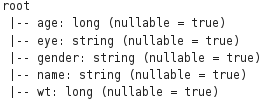 root
 |-- age: long (nullable = true)
 |-- eye: string (nullable = true)
 |-- gender: string (nullable = true)
 |-- name: string (nullable = true)
 |-- wt: long (nullable = true)